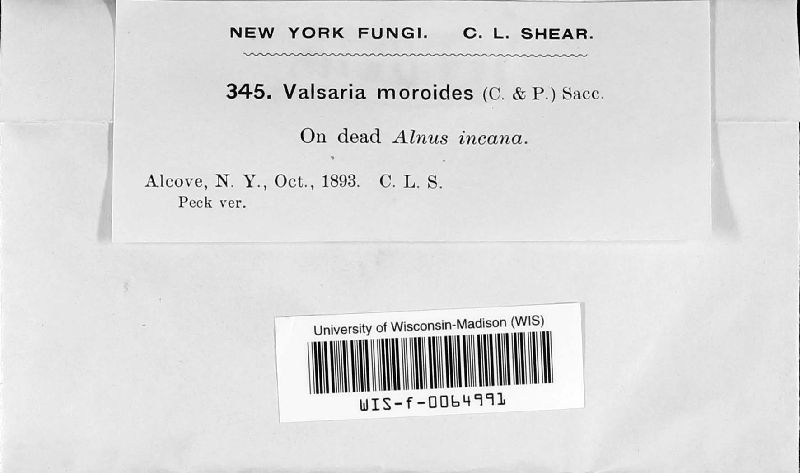 NEW YORK FUNGI. C. L. SHEAR.
345. Valsaria moroides (C. & P.) Sacc.
On dead Alnus incana.
Alcove, N. Y., Oct., 1893. C. L. S.
Peck ver.
University of Wisconsin-Madison (WIS)
WIS-f-0064991